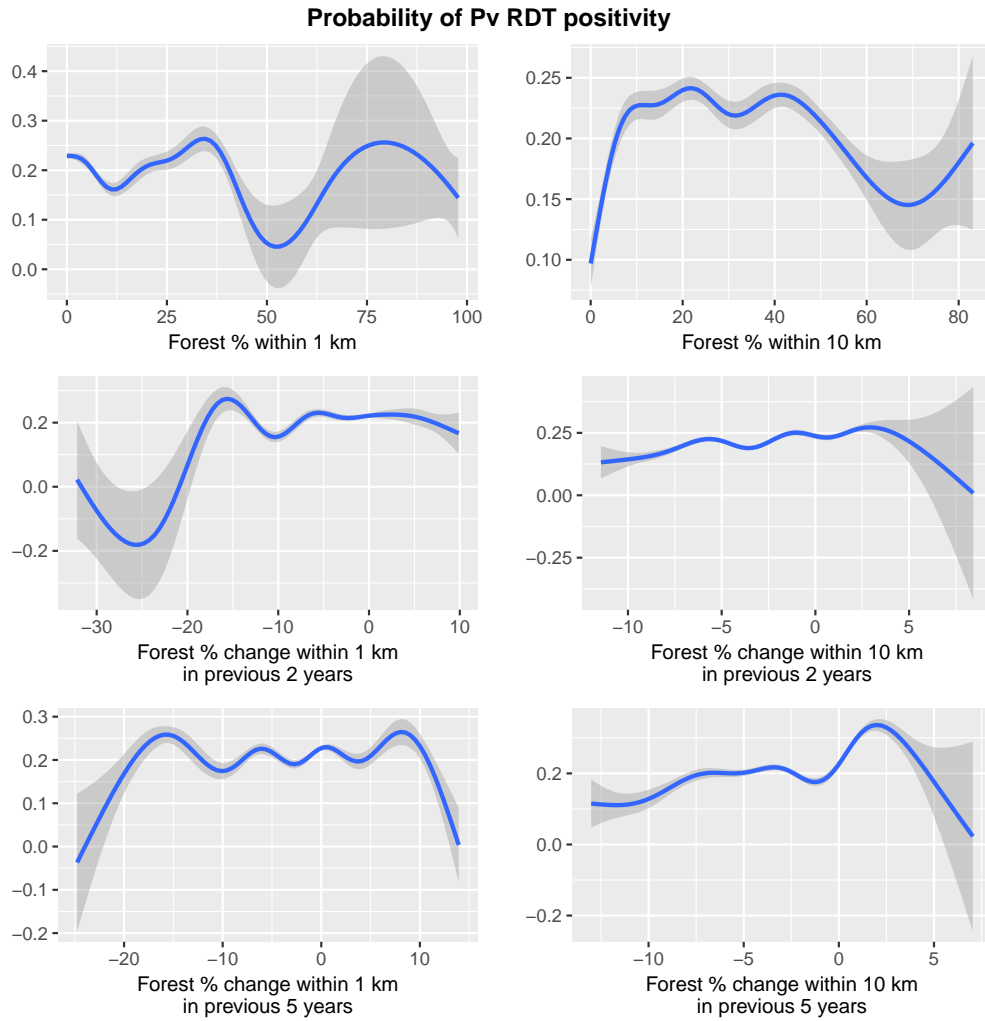 Probability of Pv RDT positivity
0.4
0.3
0.2
0.1
0.0
0 25 50 75 100
Forest % within 1 km
0.25
0.20
0.15
0.10
0 20 40 60 80
Forest % within 10 km
0.2
0.0
−0.2
−30 −20 −10 0 10
Forest % change within 1 km
in previous 2 years
0.25
0.00
−0.25
−10 −5 0 5
Forest % change within 10 km
in previous 2 years
0.3
0.2
0.1
0.0
−0.1
−0.2
−20 −10 0 10
Forest % change within 1 km
in previous 5 years
0.2
0.0
−0.2
−10 −5 0 5
Forest % change within 10 km
in previous 5 years